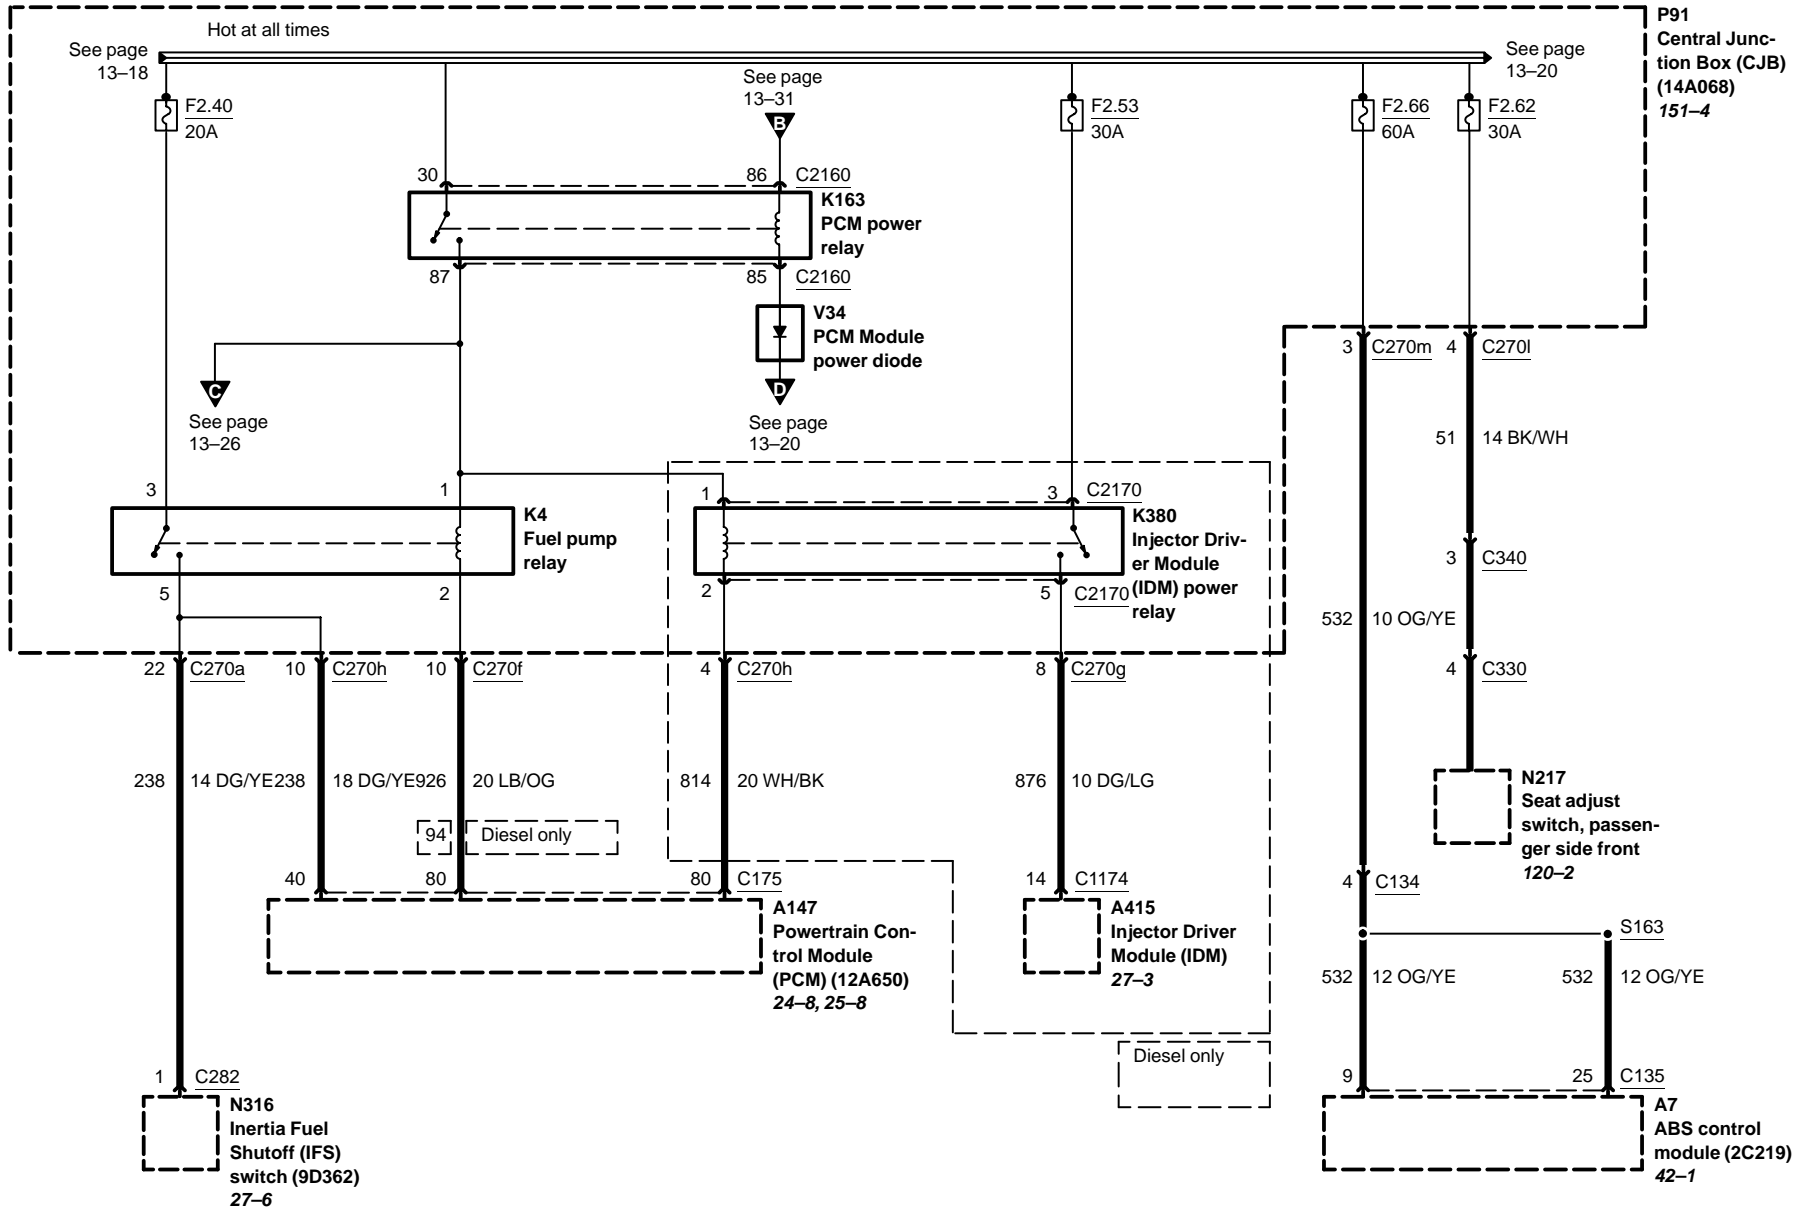 Hot at all times
See page
13–18
See page
13–20
P91
Central Junc-
tion Box (CJB)
(14A068)
151–4
See page
13–31
B
F2.40
20A
F2.53
30A
F2.66
60A
F2.62
30A
30
86
C2160
K163
PCM power
relay
87
85
C2160
V34
PCM Module
power diode
C
See page
13–26
D
See page
13–20
3
C270m
4
C270l
51
14 BK/WH
3
1
1
3
C2170
K4
Fuel pump
relay
K380
Injector Driv-
er Module
(IDM) power
relay
5
2
2
5
C2170
3
C340
532
10 OG/YE
4
C330
22
C270a
10
C270h
10
C270f
4
C270h
8
C270g
238
14 DG/YE
238
18 DG/YE
926
20 LB/OG
814
20 WH/BK
876
10 DG/LG
N217
Seat adjust
switch, passen-
ger side front
120–2
94
Diesel only
40
80
80
C175
14
C1174
4
C134
A147
Powertrain Con-
trol Module
(PCM) (12A650)
24–8, 25–8
A415
Injector Driver
Module (IDM)
27–3
S163
532
12 OG/YE
532
12 OG/YE
Diesel only
1
C282
N316
Inertia Fuel
Shutoff (IFS)
switch (9D362)
27–6
9
25
C135
A7
ABS control
module (2C219)
42–1